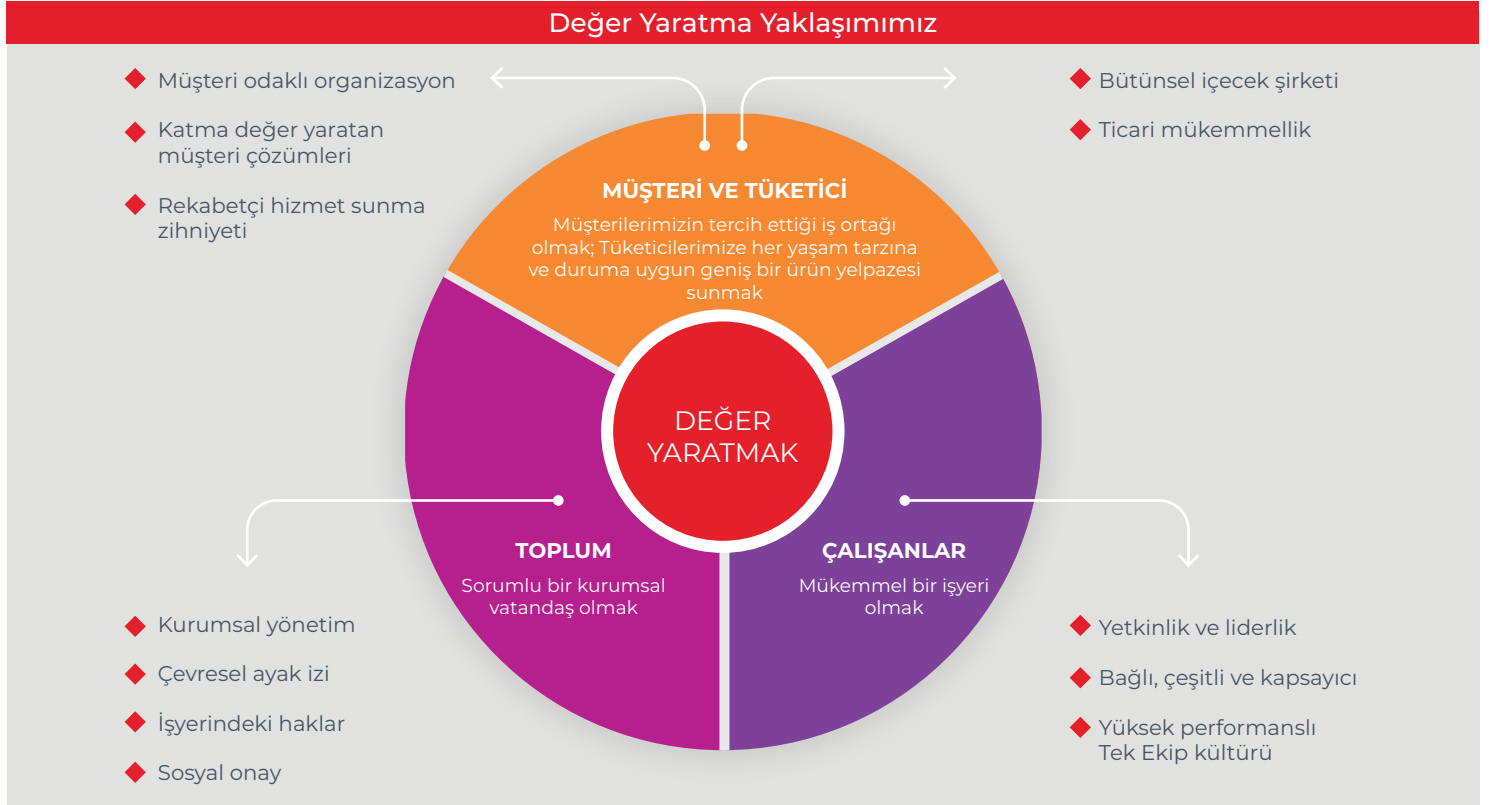 Değer Yaratma Yaklaşımımız
Müşteri odaklı organizasyon
Katma değer yaratan
müşteri çözümleri
Rekabetçi hizmet sunma
zihniyeti
Bütünsel içecek şirketi
Ticari mükemmellik
MÜŞTERİ VE TÜKETİCİ
Müşterilerimizin tercih ettiği iş ortağı
olmak; Tüketicilerimize her yaşam tarzına
ve duruma uygun geniş bir ürün yelpazesi
sunmak
DEĞER
YARATMAK
TOPLUM
Sorumlu bir kurumsal
vatandaş olmak
ÇALIŞANLAR
Mükemmel bir işyeri
olmak
Kurumsal yönetim
Çevresel ayak izi
İşyerindeki haklar
Sosyal onay
Yetkinlik ve liderlik
Bağlı, çeşitli ve kapsayıcı
Yüksek performanslı
Tek Ekip kültürü